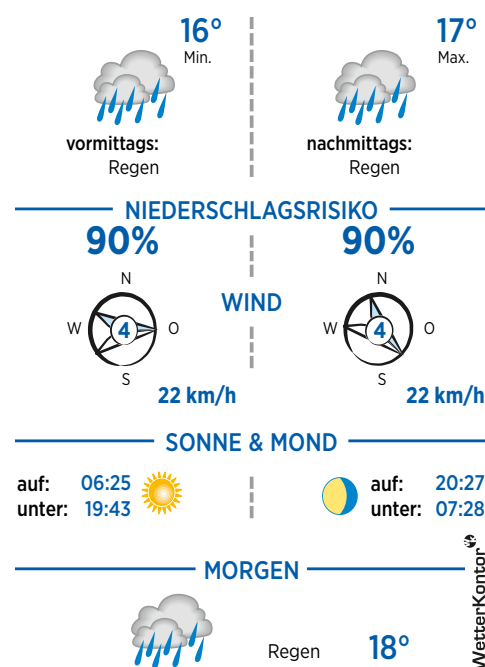 16° 17°
Min. Max.
vormittags: nachmittags:
Regen Regen
NIEDERSCHLAGSRISIKO
90% 90%
N N
W 4 O WIND W 4 O
S S
22 km/h 22 km/h
SONNE & MOND
auf: 06:25 auf: 20:27
unter: 19:43 unter: 07:28
MORGEN
Regen 18°
WetterKontor